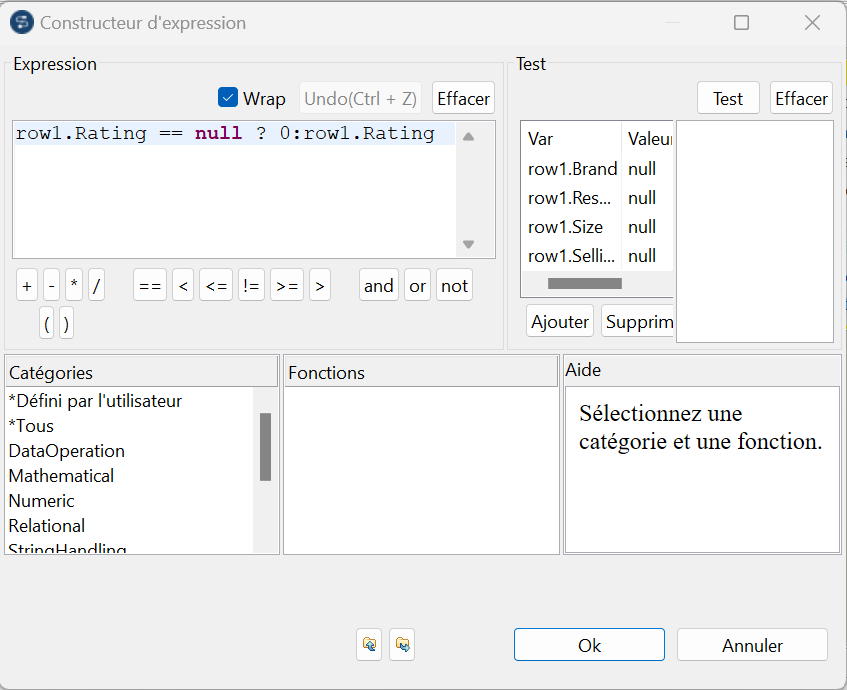 Constructeur d'expression
Expression
Wrap Undo(Ctrl + Z) Effacer
row1.Rating == null ? 0:row1.Rating
+ - * / == < <= != >= > and or not
( )
Test
Test Effacer
Var Valeur
row1.Brand null
row1.Res... null
row1.Size null
row1.Selli... null
Ajouter Supprim
Catégories
*Défini par l'utilisateur
*Tous
DataOperation
Mathematical
Numeric
Relational
StringHandling
Fonctions
Aide
Sélectionnez une
catégorie et une fonction.
Ok Annuler